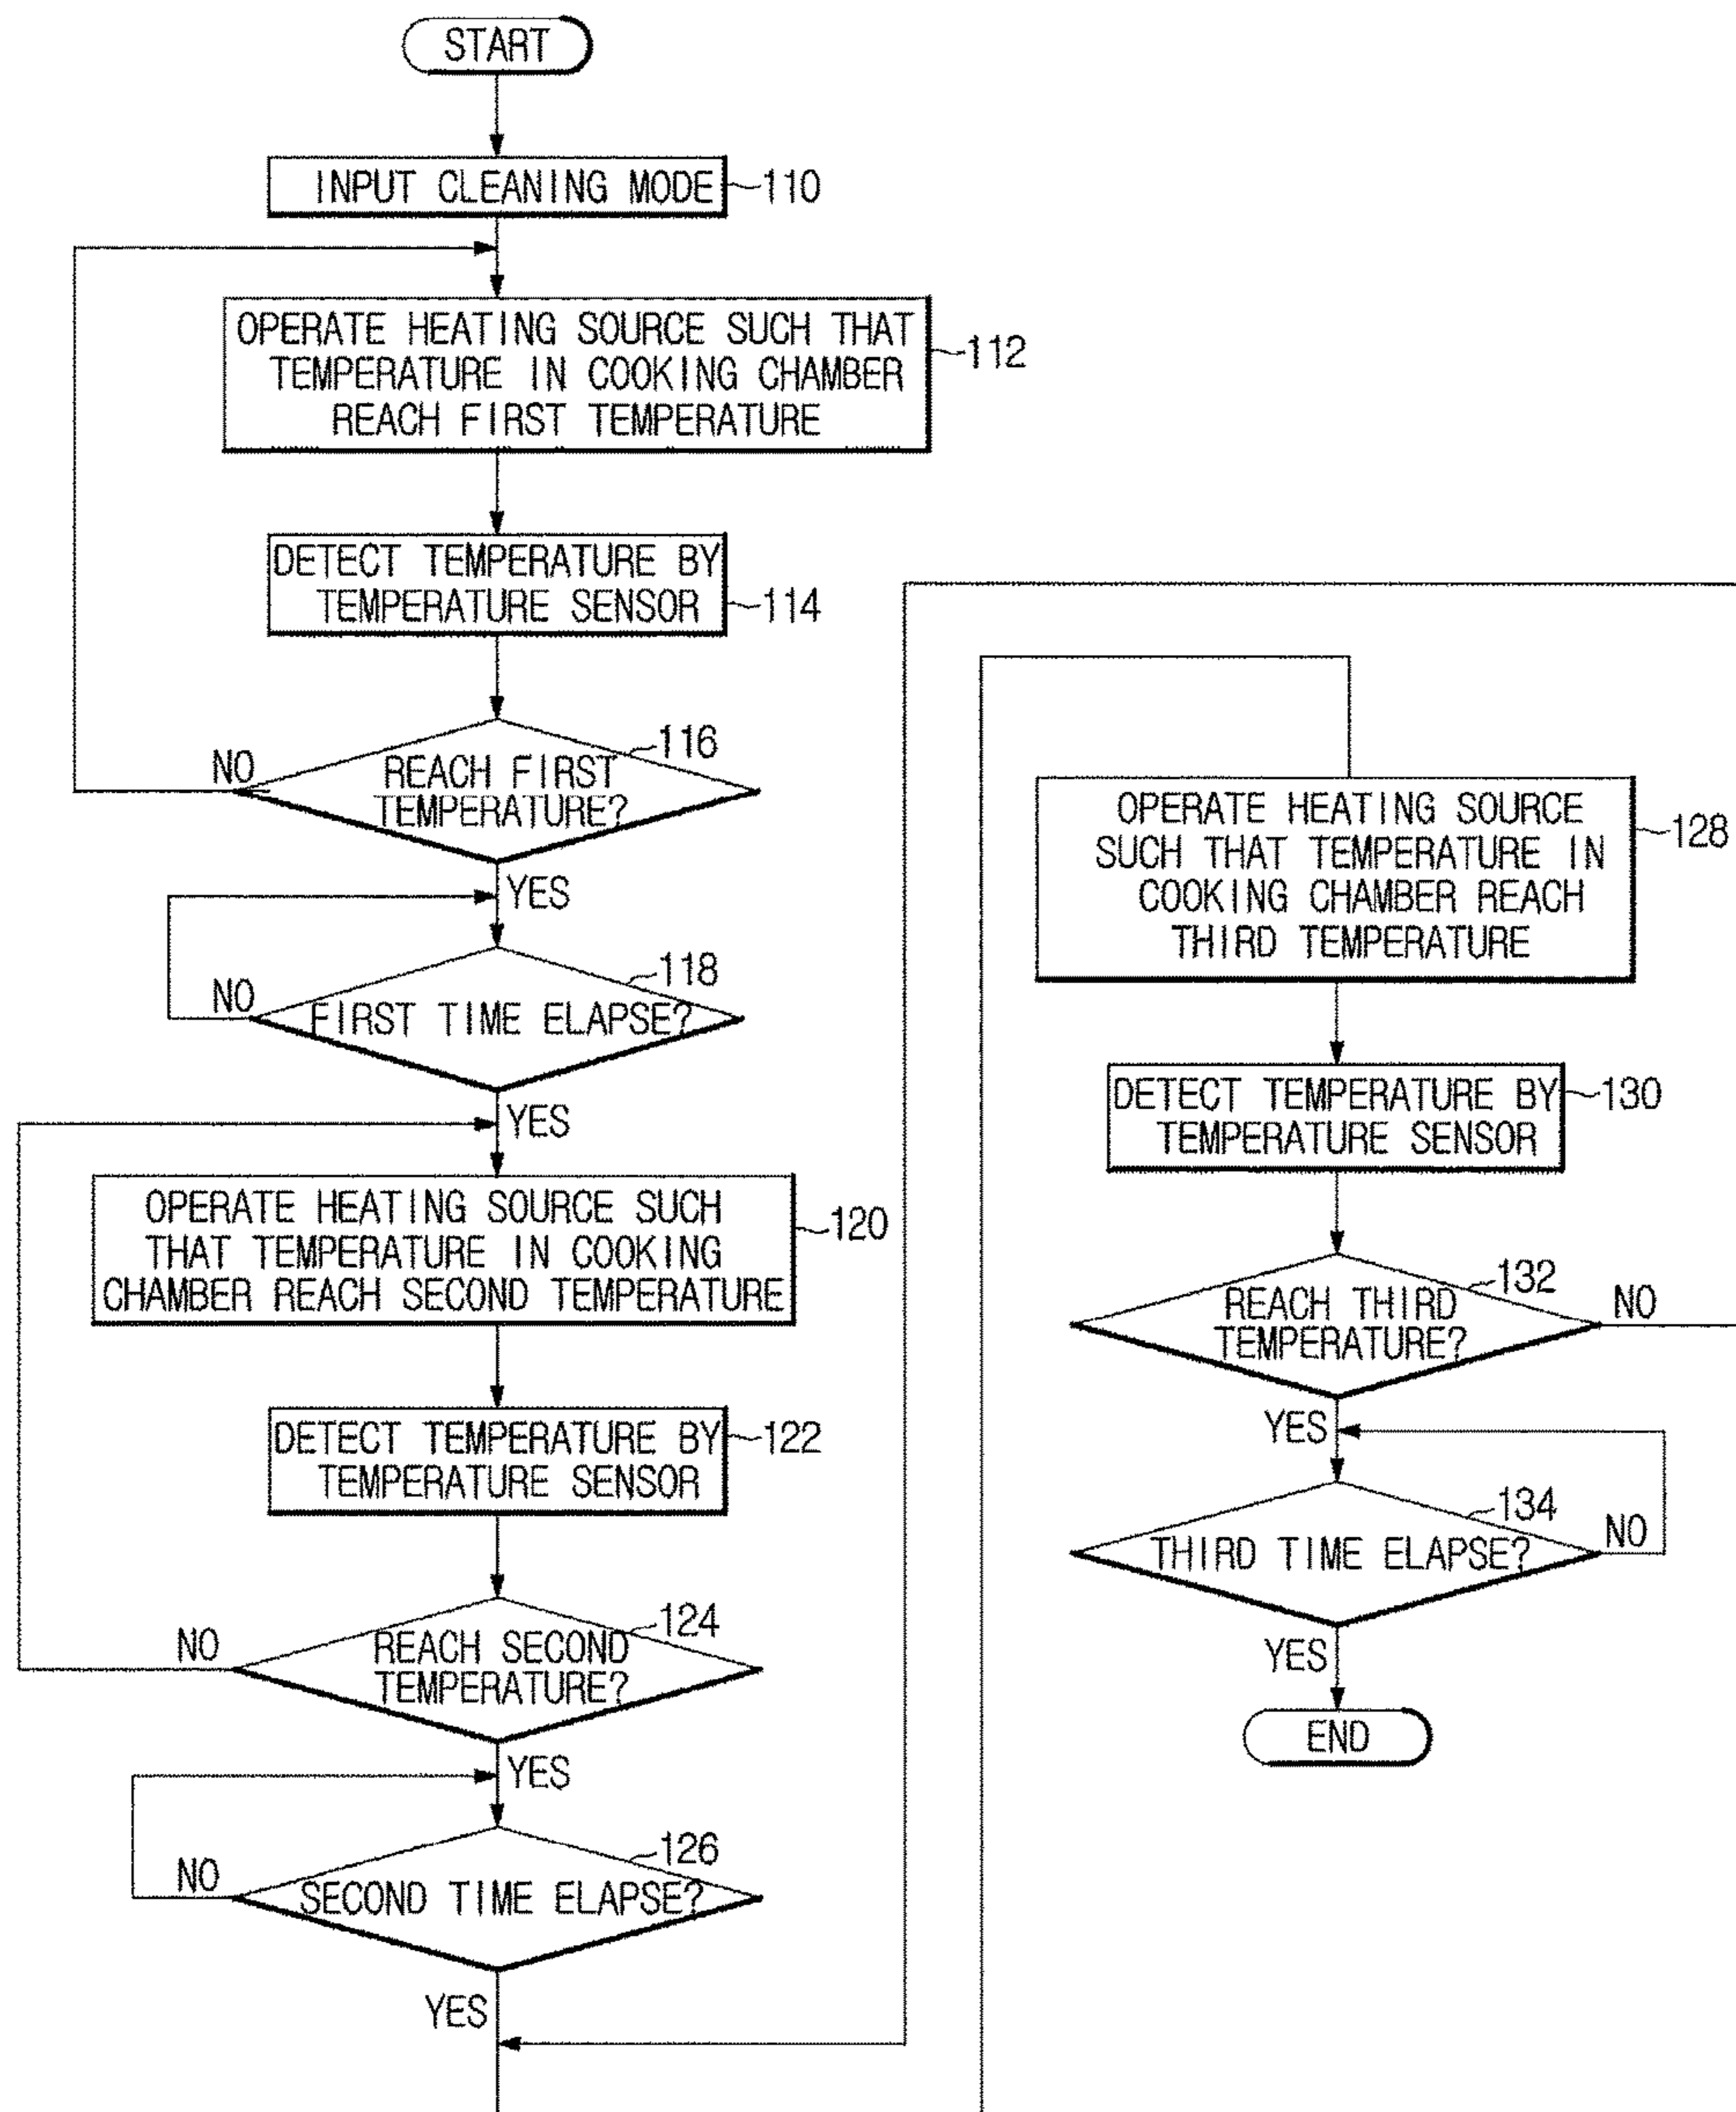 START
INPUT CLEANING MODE
110
OPERATE HEATING SOURCE SUCH THAT
TEMPERATURE IN COOKING CHAMBER
REACH FIRST TEMPERATURE
112
DETECT TEMPERATURE BY
TEMPERATURE SENSOR
114
REACH FIRST
TEMPERATURE?
116
NO
YES
FIRST TIME ELAPSE?
118
NO
YES
OPERATE HEATING SOURCE SUCH
THAT TEMPERATURE IN COOKING
CHAMBER REACH SECOND TEMPERATURE
120
DETECT TEMPERATURE BY
TEMPERATURE SENSOR
122
REACH SECOND
TEMPERATURE?
124
NO
YES
SECOND TIME ELAPSE?
126
NO
YES
OPERATE HEATING SOURCE
SUCH THAT TEMPERATURE IN
COOKING CHAMBER REACH
THIRD TEMPERATURE
128
DETECT TEMPERATURE BY
TEMPERATURE SENSOR
130
REACH THIRD
TEMPERATURE?
132
NO
YES
THIRD TIME ELAPSE?
134
NO
YES
END